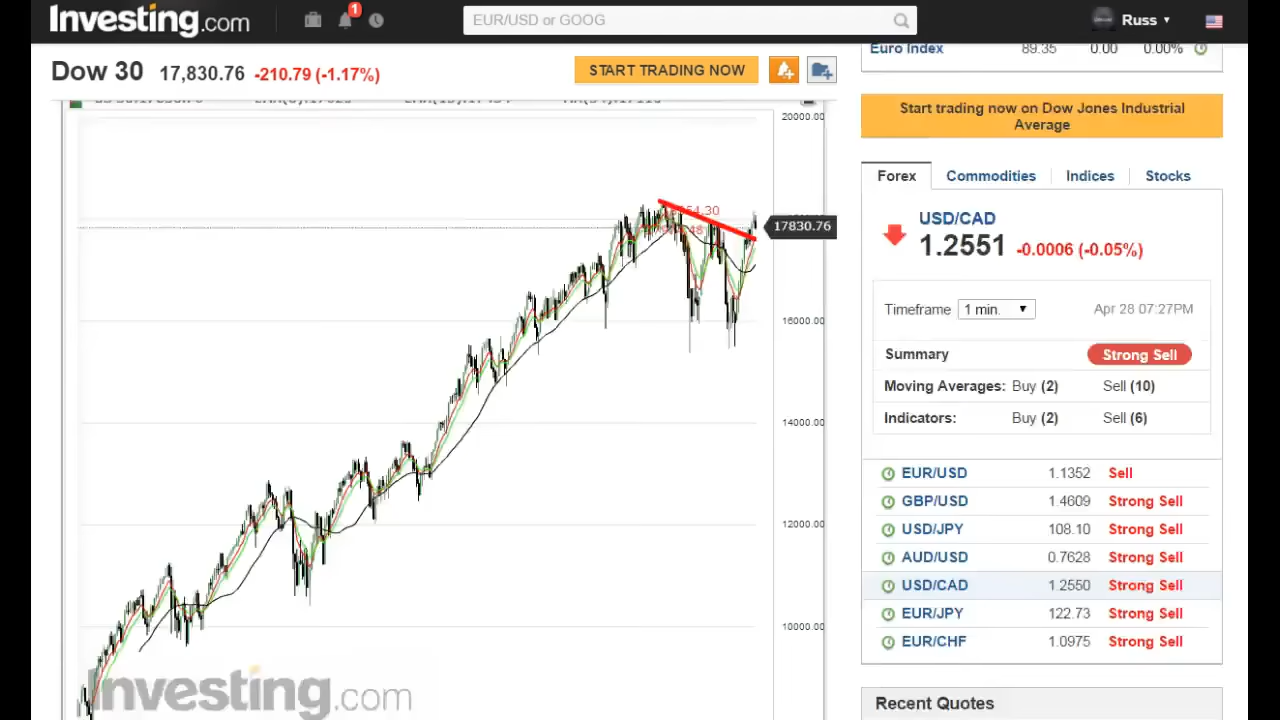 Investing.com
1
EUR/USD or GOOG
Russ
Dow 30 17,830.76 -210.79 (-1.17%)
START TRADING NOW
20000.00
17830.76
16000.00
14000.00
12000.00
10000.00
Investing.com
Euro Index 89.35 0.00 0.00%
Start trading now on Dow Jones Industrial
Average
Forex Commodities Indices Stocks
USD/CAD
1.2551 -0.0006 (-0.05%)
Timeframe 1 min. Apr 28 07:27PM
Summary Strong Sell
Moving Averages: Buy (2) Sell (10)
Indicators: Buy (2) Sell (6)
EUR/USD 1.1352 Sell
GBP/USD 1.4609 Strong Sell
USD/JPY 108.10 Strong Sell
AUD/USD 0.7628 Strong Sell
USD/CAD 1.2550 Strong Sell
EUR/JPY 122.73 Strong Sell
EUR/CHF 1.0975 Strong Sell
Recent Quotes